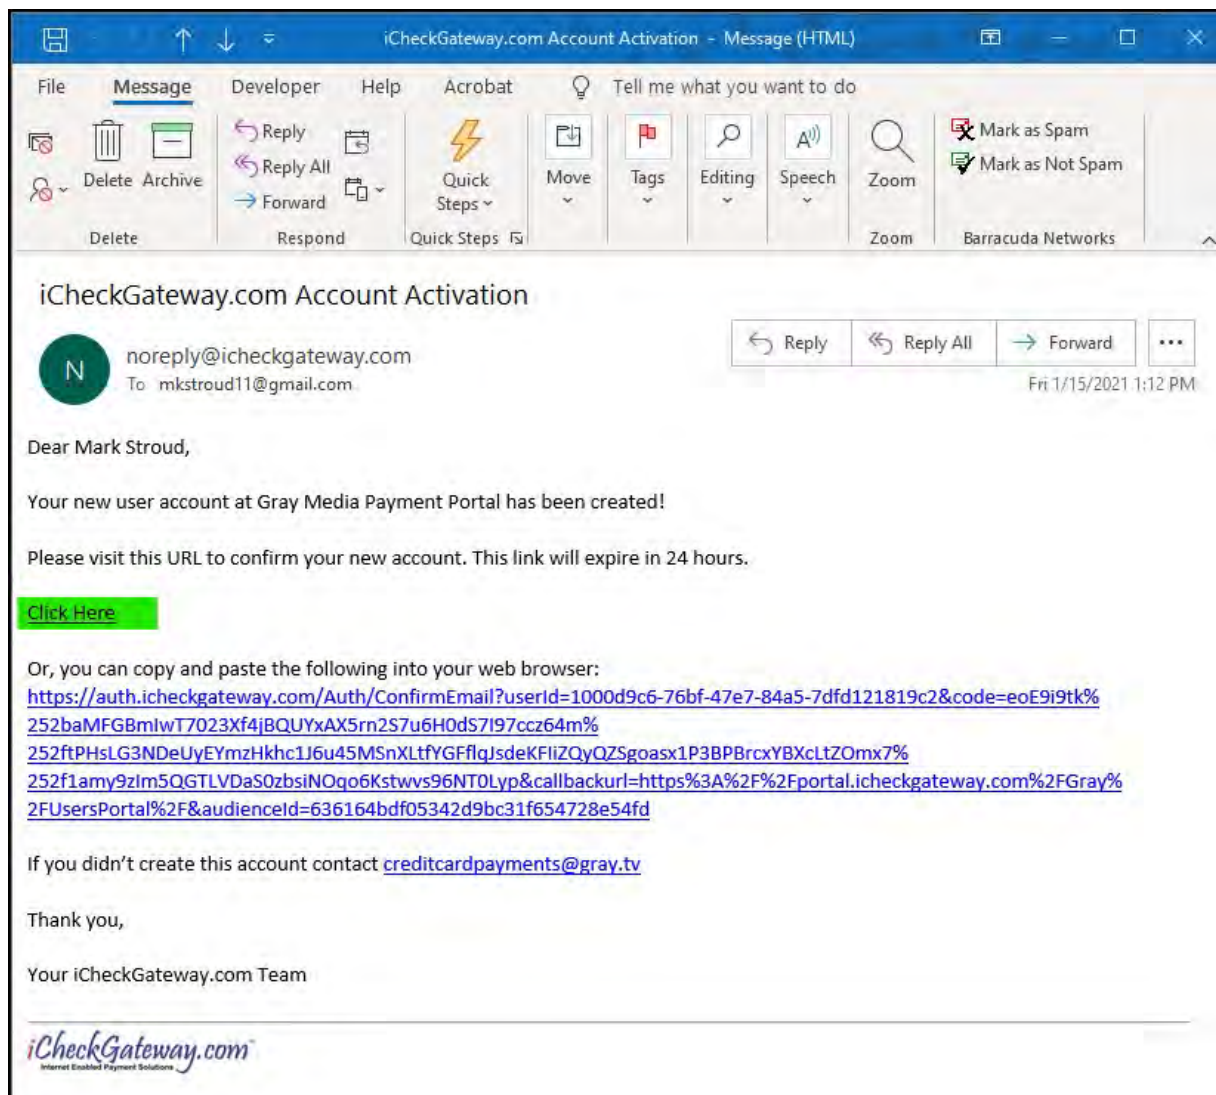 iCheckGateway.com Account Activation - Message (HTML)
File Message Developer Help Acrobat Tell me what you want to do
Delete Archive
Reply
Reply All
Forward
Quick Steps
Move
Tags
Editing
Speech
Zoom
Mark as Spam
Mark as Not Spam
Delete Respond Quick Steps Zoom Barracuda Networks
iCheckGateway.com Account Activation
N
noreply@icheckgateway.com
To mkstroud11@gmail.com
Reply Reply All Forward ...
Fri 1/15/2021 1:12 PM
Dear Mark Stroud,
Your new user account at Gray Media Payment Portal has been created!
Please visit this URL to confirm your new account. This link will expire in 24 hours.
Click Here
Or, you can copy and paste the following into your web browser:
https://auth.icheckgateway.com/Auth/ConfirmEmail?userId=1000d9c6-76bf-47e7-84a5-7dfd121819c2&code=eoE9i9tk%
252baMFGBmIwT7023Xf4jBQUYxAX5rn2S7u6H0dS7I97ccz64m%
252ftPHsLG3NDeUyEYmzHkhc1J6u45MSnXLtfYGFflqJsdeKFIiZQyQZSgoasx1P3BPBrcxYBXcLtZOmx7%
252f1amy9zIm5QGTLVDaS0zbsiNOqo6Kstwvs96NT0Lyp&callbackurl=https%3A%2F%2Fportal.icheckgateway.com%2FGray%
2FUsersPortal%2F&audienceId=636164bdf05342d9bc31f654728e54fd
If you didn't create this account contact creditcardpayments@gray.tv
Thank you,
Your iCheckGateway.com Team
iCheckGateway.com
Internet Enabled Payment Solutions